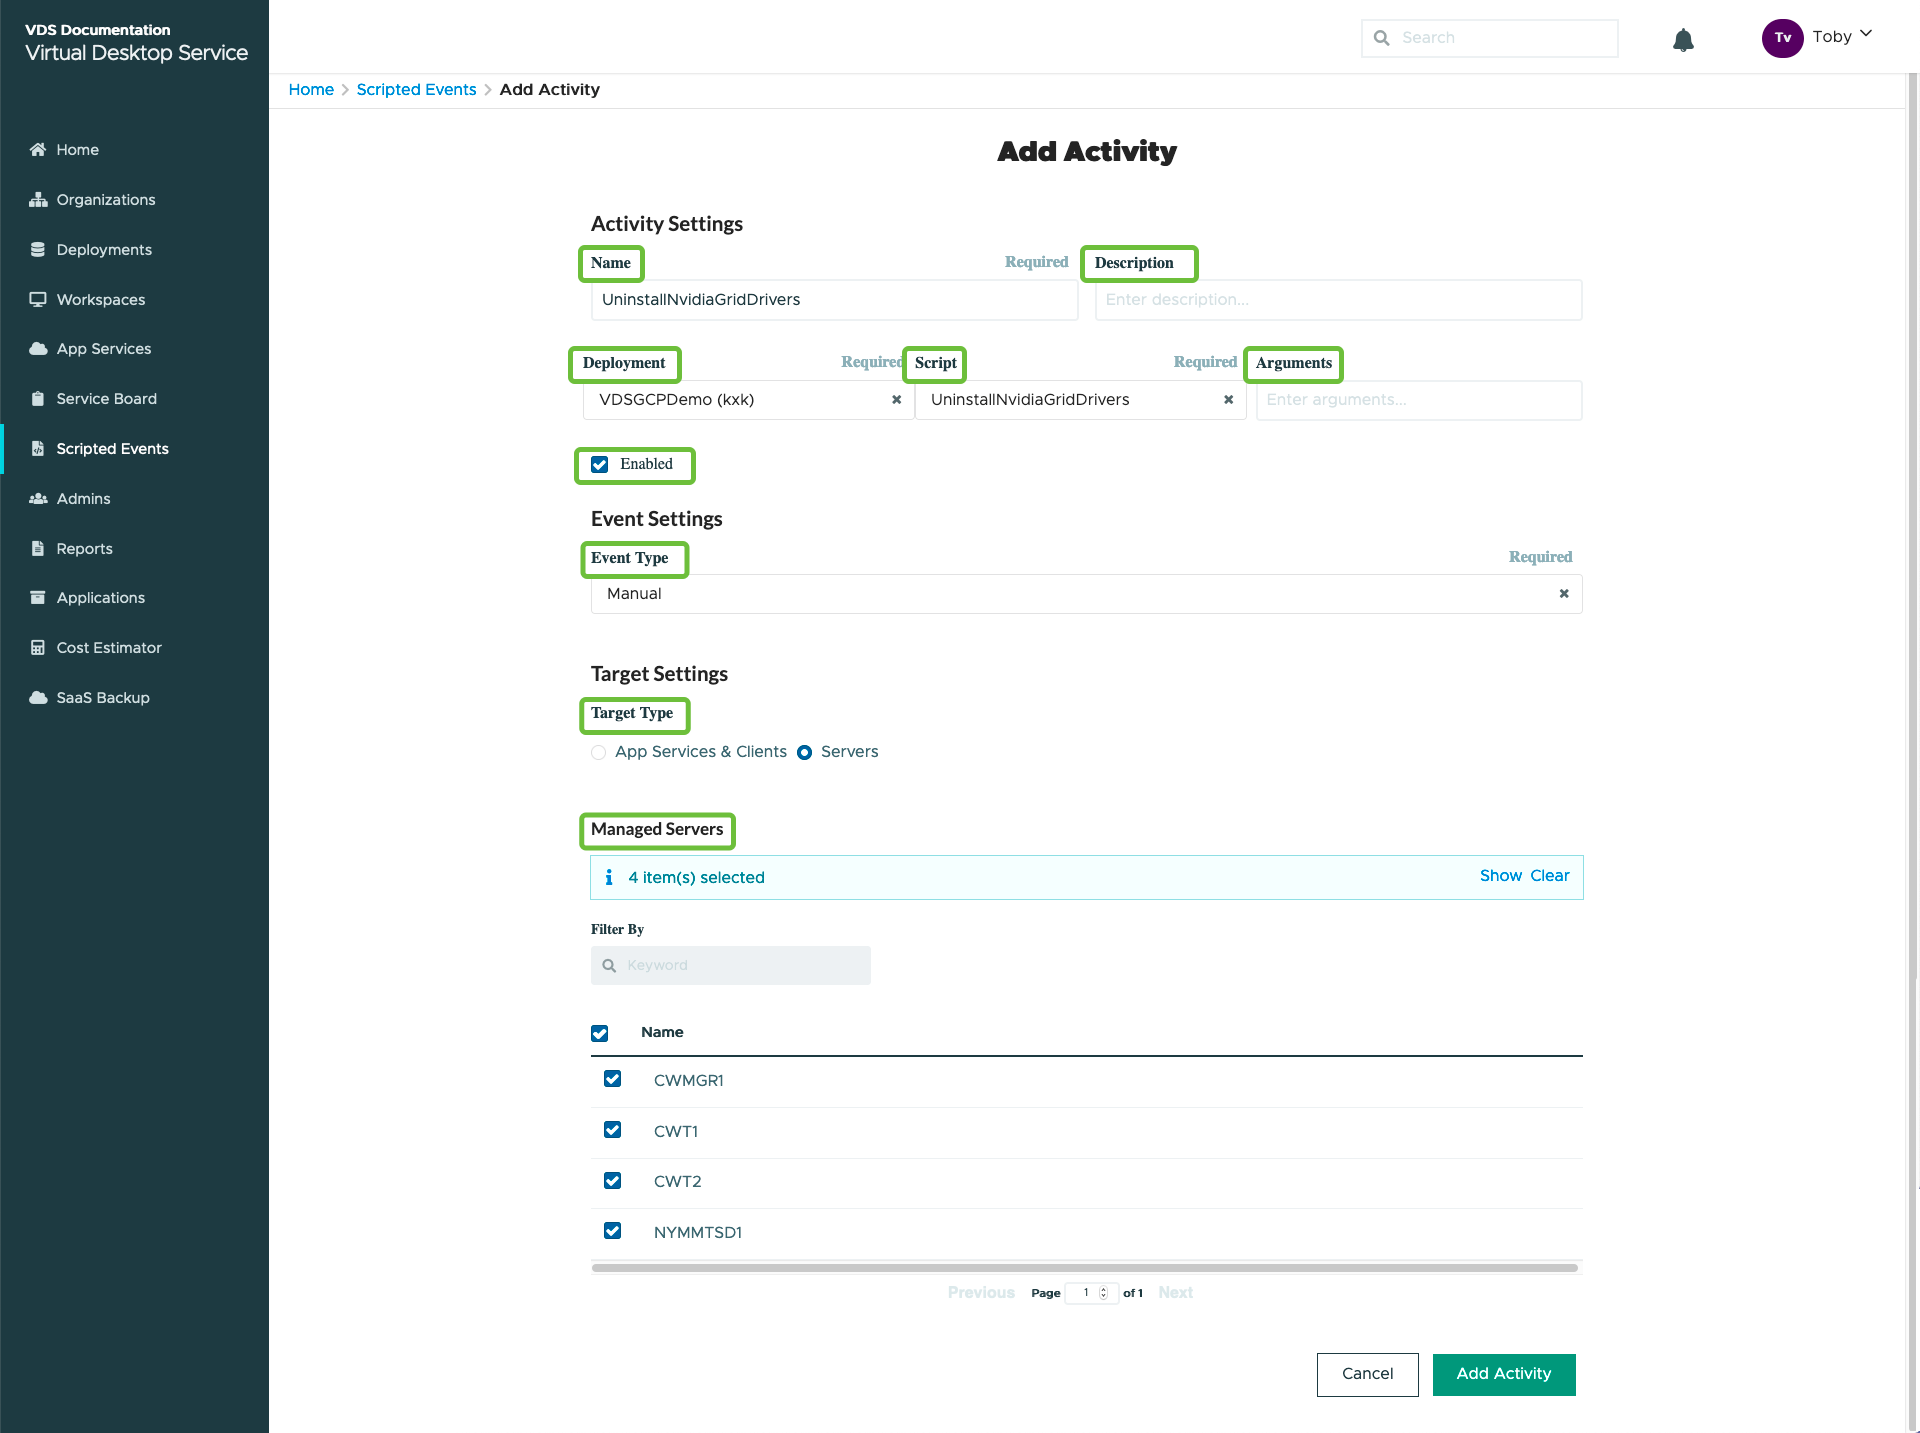 VDS Documentation
Virtual Desktop Service
Search
Tv
Toby
Home
Organizations
Deployments
Workspaces
App Services
Service Board
Scripted Events
Admins
Reports
Applications
Cost Estimator
SaaS Backup
Home Scripted Events Add Activity
Add Activity
Activity Settings
Name Required Description
UninstallNvidiaGridDrivers Enter description...
Deployment Required Script Required Arguments
VDSGCPDemo (kxk) UninstallNvidiaGridDrivers Enter arguments...
Enabled
Event Settings
Event Type Required
Manual
Target Settings
Target Type
App Services & Clients Servers
Managed Servers
4 item(s) selected Show Clear
Filter By
Keyword
Name
CWMGR1
CWT1
CWT2
NYMMTSD1
Previous Page 1 of 1 Next
Cancel Add Activity